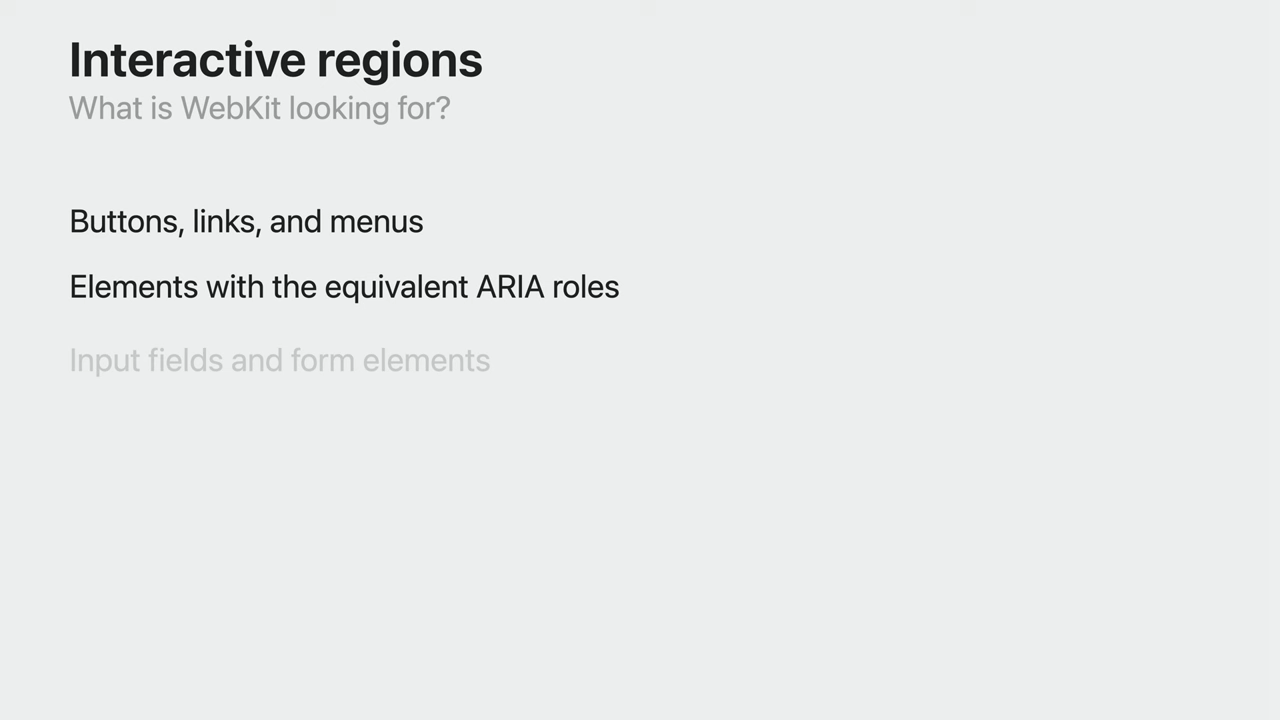 Interactive regions
What is WebKit looking for?
Buttons, links, and menus
Elements with the equivalent ARIA roles
Input fields and form elements